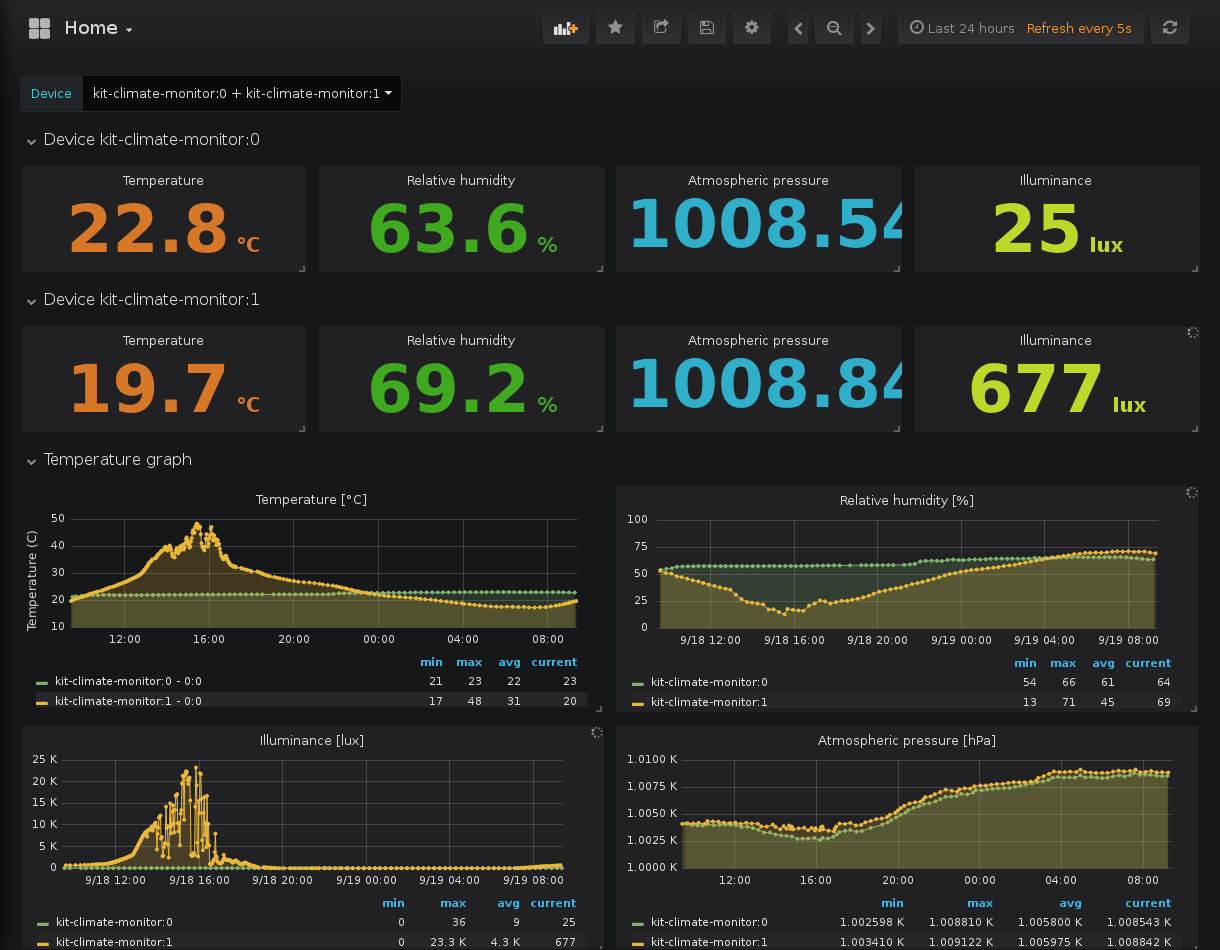 Home
Last 24 hours Refresh every 5s
Device kit-climate-monitor:0 + kit-climate-monitor:1
Device kit-climate-monitor:0
Temperature Relative humidity Atmospheric pressure Illuminance
22.8 °C 63.6 % 1008.54 25 lux
Device kit-climate-monitor:1
Temperature Relative humidity Atmospheric pressure Illuminance
19.7 °C 69.2 % 1008.84 677 lux
Temperature graph
Temperature [°C]
Temperature (C)
50
40
30
20
10
12:00 16:00 20:00 00:00 04:00 08:00
min max avg current
kit-climate-monitor:0 - 0:0 21 23 22 23
kit-climate-monitor:1 - 0:0 17 48 31 20
Relative humidity [%]
100
75
50
25
0
9/18 12:00 9/18 16:00 9/18 20:00 9/19 00:00 9/19 04:00 9/19 08:00
min max avg current
kit-climate-monitor:0 54 66 61 64
kit-climate-monitor:1 13 71 45 69
Illuminance [lux]
25 K
20 K
15 K
10 K
5 K
0
9/18 12:00 9/18 16:00 9/18 20:00 9/19 00:00 9/19 04:00 9/19 08:00
min max avg current
kit-climate-monitor:0 0 36 9 25
kit-climate-monitor:1 0 23.3 K 4.3 K 677
Atmospheric pressure [hPa]
1.0100 K
1.0075 K
1.0050 K
1.0025 K
1.0000 K
12:00 16:00 20:00 00:00 04:00 08:00
min max avg current
kit-climate-monitor:0 1.002598 K 1.008810 K 1.005800 K 1.008543 K
kit-climate-monitor:1 1.003410 K 1.009122 K 1.005975 K 1.008842 K